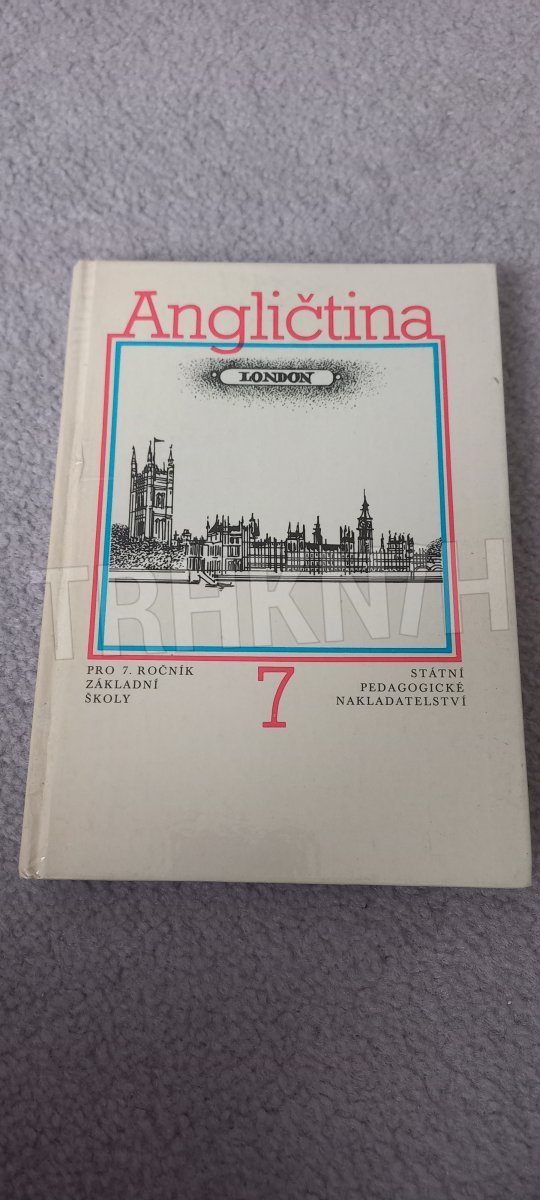 Angličtina
LONDON
TRHKNIH
PRO 7. ROČNÍK
ZÁKLADNÍ
ŠKOLY
7
STÁTNÍ
PEDAGOGICKÉ
NAKLADATELSTVÍ